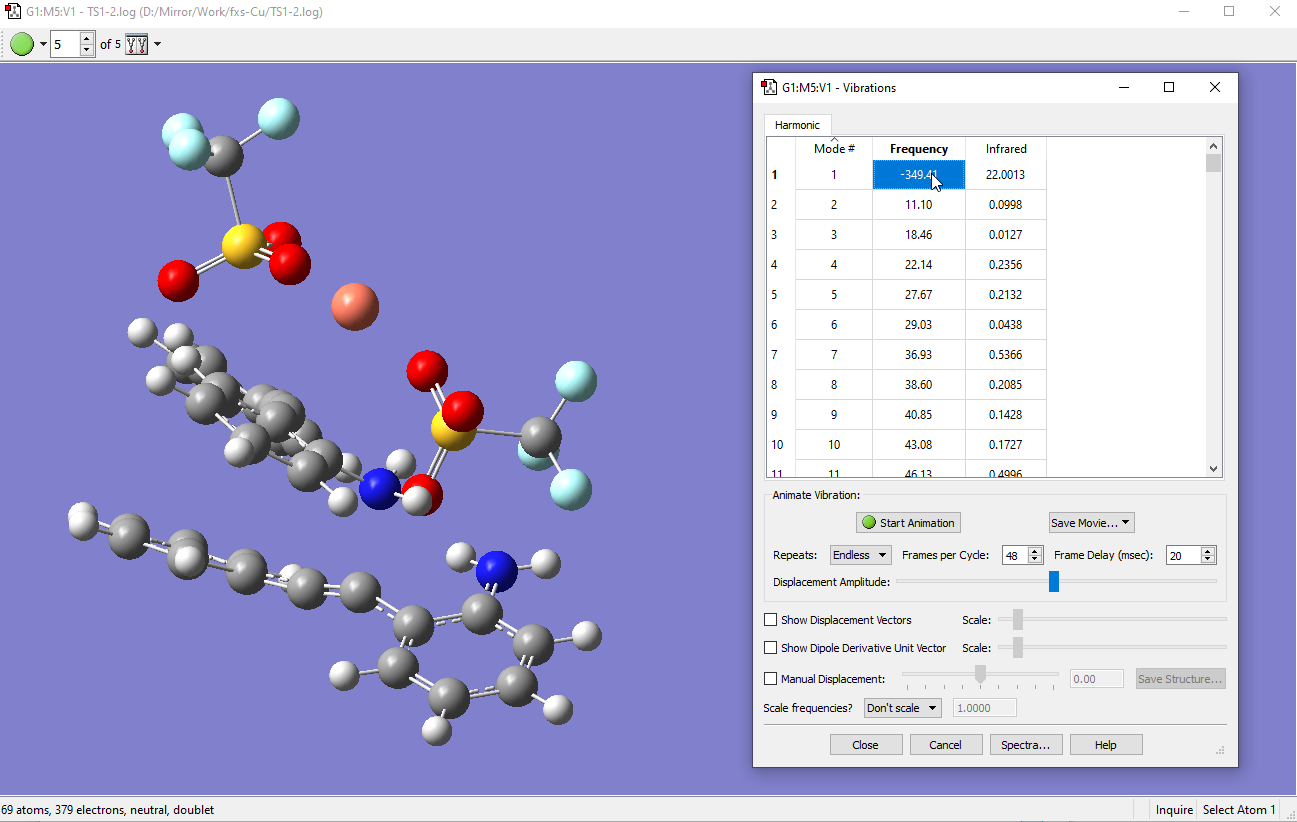 G1:M5:V1 - TS1-2.log (D:/Mirror/Work/fxs-Cu/TS1-2.log)
5 of 5
G1:M5:V1 - Vibrations
Harmonic
Mode # Frequency Infrared
1 1 -349.41 22.0013
2 2 11.10 0.0998
3 3 18.46 0.0127
4 4 22.14 0.2356
5 5 27.67 0.2132
6 6 29.03 0.0438
7 7 36.93 0.5366
8 8 38.60 0.2085
9 9 40.85 0.1428
10 10 43.08 0.1727
11 11 46.13 0.4996
Animate Vibration:
Start Animation Save Movie...
Repeats: Endless Frames per Cycle: 48 Frame Delay (msec): 20
Displacement Amplitude:
Show Displacement Vectors Scale:
Show Dipole Derivative Unit Vector Scale:
Manual Displacement: 0.00 Save Structure...
Scale frequencies? Don't scale 1.0000
Close Cancel Spectra... Help
69 atoms, 379 electrons, neutral, doublet Inquire Select Atom 1